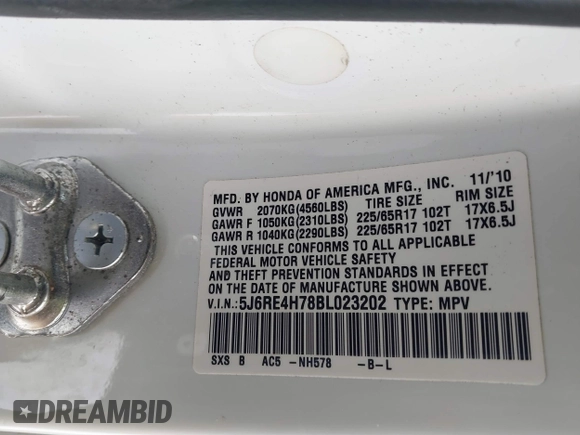 MFD. BY HONDA OF AMERICA MFG., INC. 11/'10
GVWR 2070KG(4560LBS) TIRE SIZE RIM SIZE
GAWR F 1050KG(2310LBS) 225/65R17 102T 17X6.5J
GAWR R 1040KG(2290LBS) 225/65R17 102T 17X6.5J
THIS VEHICLE CONFORMS TO ALL APPLICABLE
FEDERAL MOTOR VEHICLE SAFETY
AND THEFT PREVENTION STANDARDS IN EFFECT
ON THE DATE OF MANUFACTURE SHOWN ABOVE.
V.I.N.: 5J6RE4H78BL023202 TYPE: MPV
SXS B AC5 -NH578 -B-L
DREAMBID